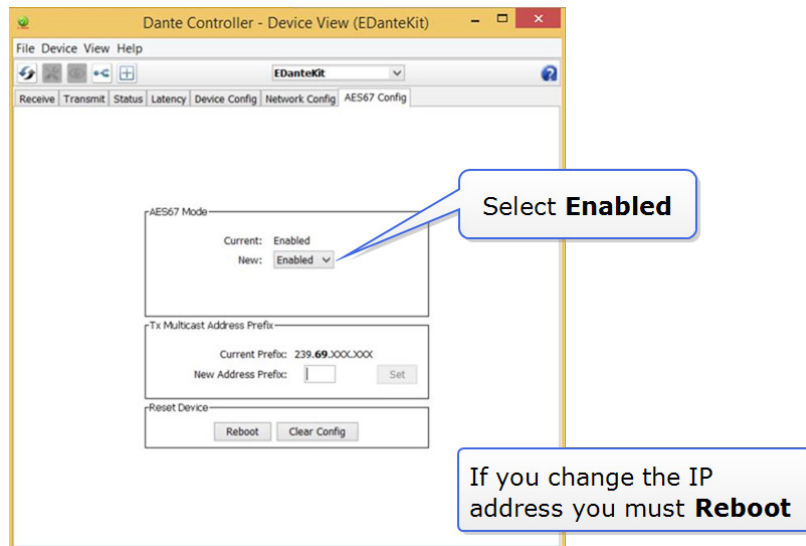 Dante Controller - Device View (EDanteKit)
File Device View Help
EDanteKit
Receive Transmit Status Latency Device Config Network Config AES67 Config
AES67 Mode
Current: Enabled
New: Enabled
Select Enabled
Tx Multicast Address Prefix
Current Prefix: 239.69.XXX.XXX
New Address Prefix: Set
Reset Device
Reboot Clear Config
If you change the IP
address you must Reboot